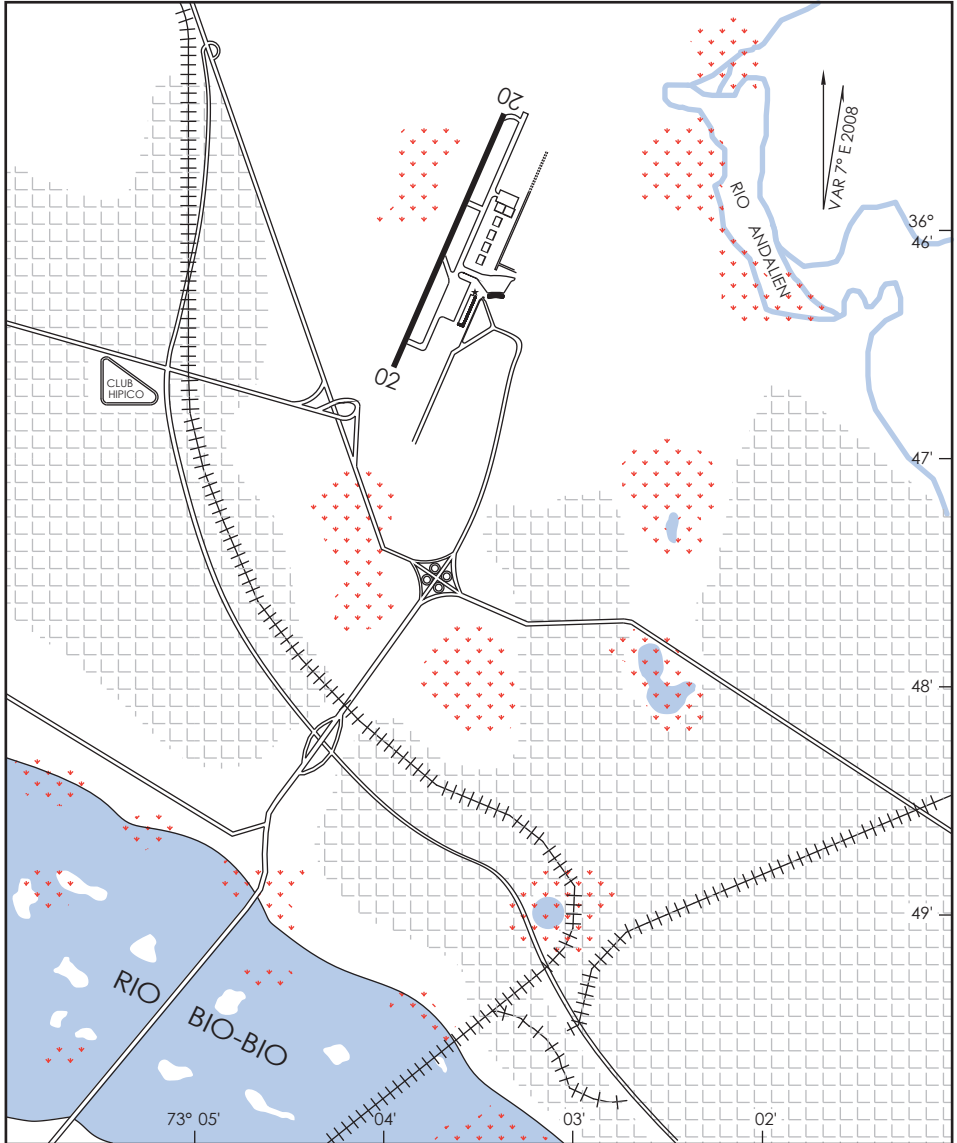 20
VAR 7° E 2008
RIO
ANDALIEN
36°
46'
02
CLUB
HIPICO
47'
48'
49'
RIO
BIO-BIO
73° 05'
04'
03'
02'